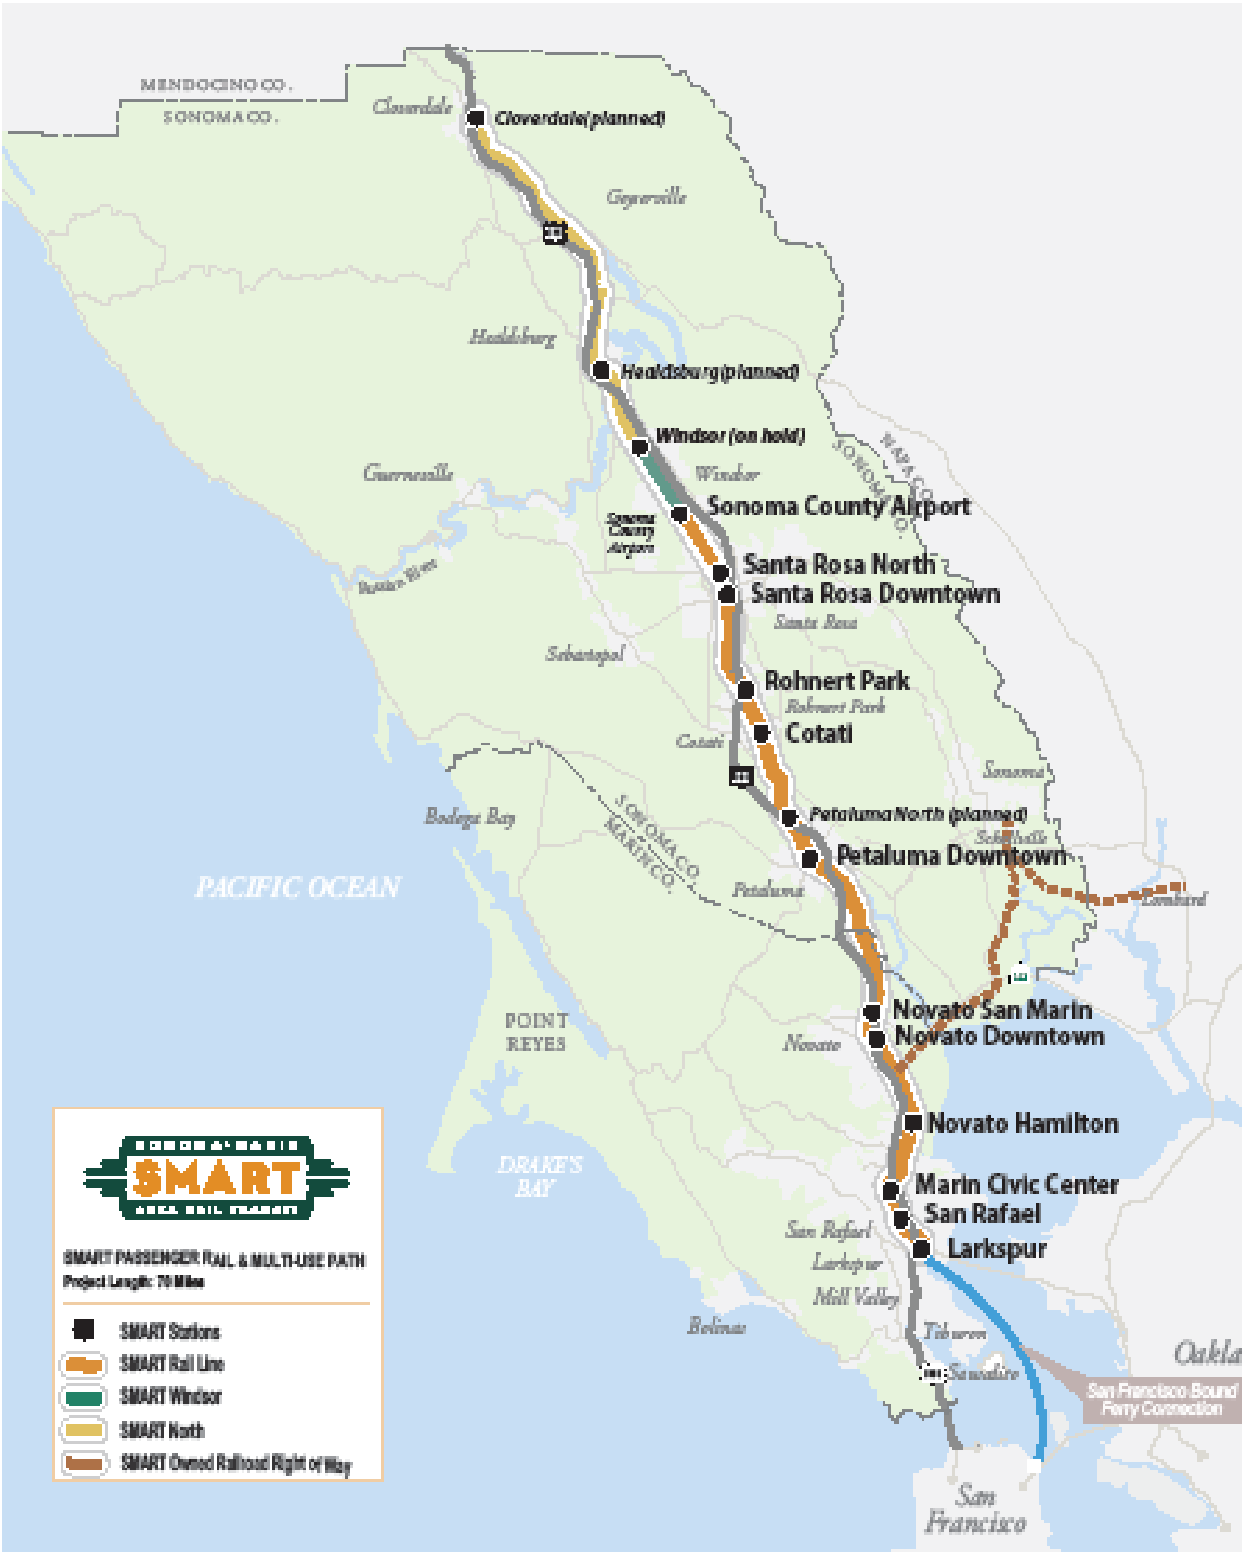 MENDOCINO CO.
SONOMA CO.
Cloverdale
Cloverdale (planned)
Geyserville
Healdsburg
Healdsburg (planned)
Windsor (on hold)
Windsor
NAPA CO.
SONOMA CO.
Guerneville
Sonoma County Airport
Sonoma
County
Airport
Santa Rosa North
Russian River
Santa Rosa Downtown
Santa Rosa
Sebastopol
Rohnert Park
Rohnert Park
Cotati
Cotati
Sonoma
SONOMA CO.
MARIN CO.
Bodega Bay
Petaluma North (planned)
Schellville
Petaluma Downtown
PACIFIC OCEAN
Petaluma
Lombard
POINT
REYES
Novato San Marin
Novato Downtown
Novato
Novato Hamilton
DRAKE'S
BAY
Marin Civic Center
San Rafael
San Rafael
Larkspur
Larkspur
Mill Valley
Bolinas
Tiburon
Sausalito
Oakla
San Francisco Bound
Ferry Connection
San
Francisco
SONOMA-MARIN
SMART
AREA RAIL TRANSIT
SMART PASSENGER RAIL & MULTI-USE PATH
Project Length: 70 Miles
SMART Stations
SMART Rail Line
SMART Windsor
SMART North
SMART Owned Railroad Right of Way